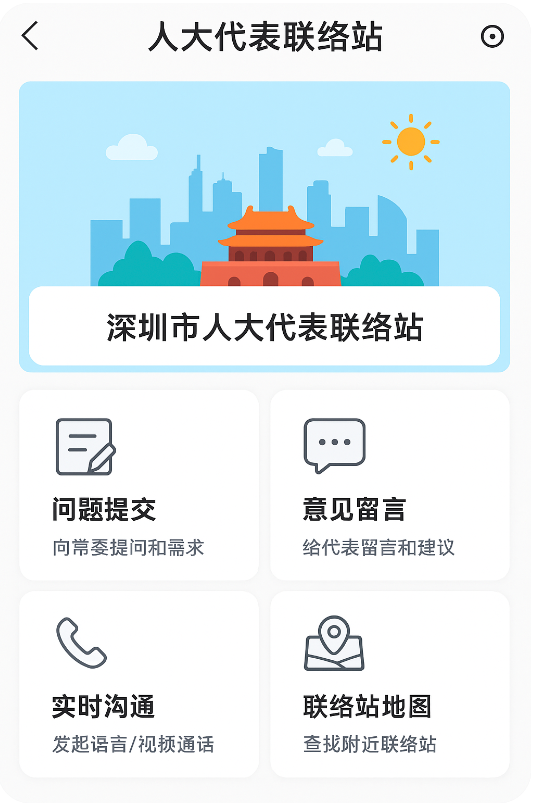 人大代表联络站
深圳市人大代表联络站
问题提交
向常委提问和需求
意见留言
给代表留言和建议
实时沟通
发起语言/视频通话
联络站地图
查找附近联络站